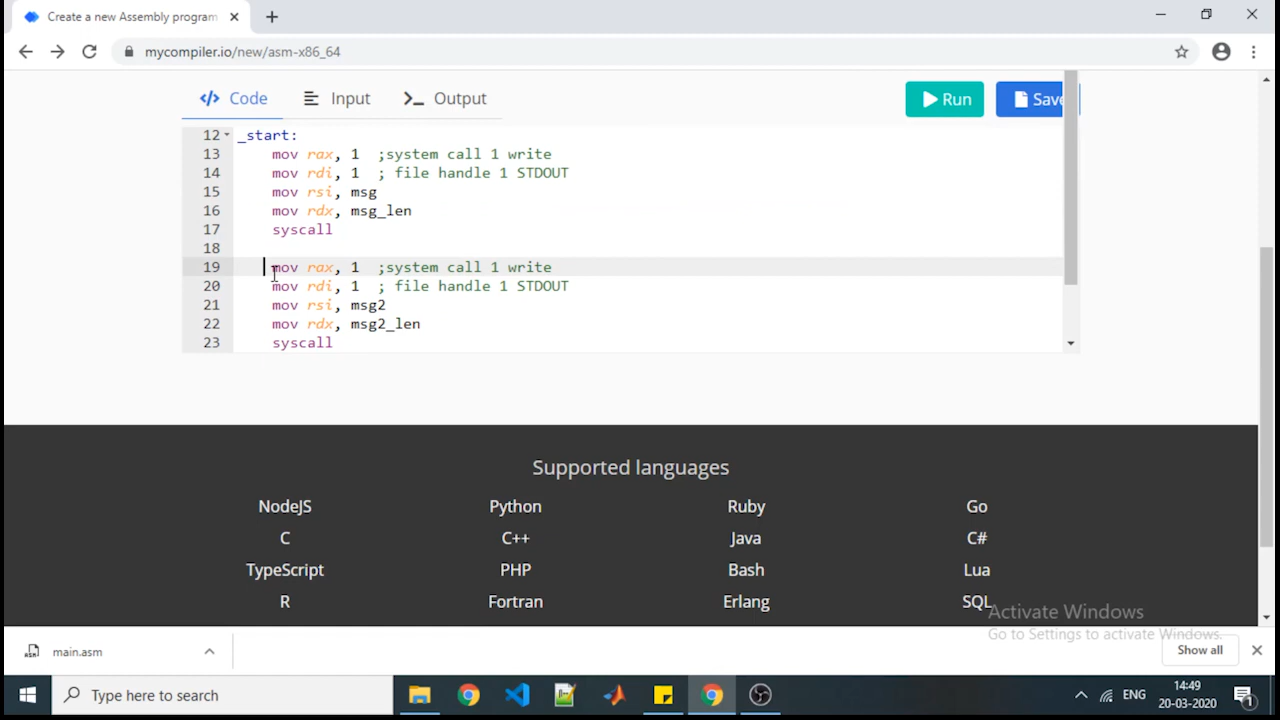 Create a new Assembly program
mycompiler.io/new/asm-x86_64
Code Input Output Run Save
12 _start:
13 mov rax, 1 ;system call 1 write
14 mov rdi, 1 ; file handle 1 STDOUT
15 mov rsi, msg
16 mov rdx, msg_len
17 syscall
18
19 mov rax, 1 ;system call 1 write
20 mov rdi, 1 ; file handle 1 STDOUT
21 mov rsi, msg2
22 mov rdx, msg2_len
23 syscall
Supported languages
NodeJS Python Ruby Go
C C++ Java C#
TypeScript PHP Bash Lua
R Fortran Erlang SQL
Activate Windows
Go to Settings to activate Windows.
main.asm Show all
Type here to search ENG 14:49
20-03-2020 1